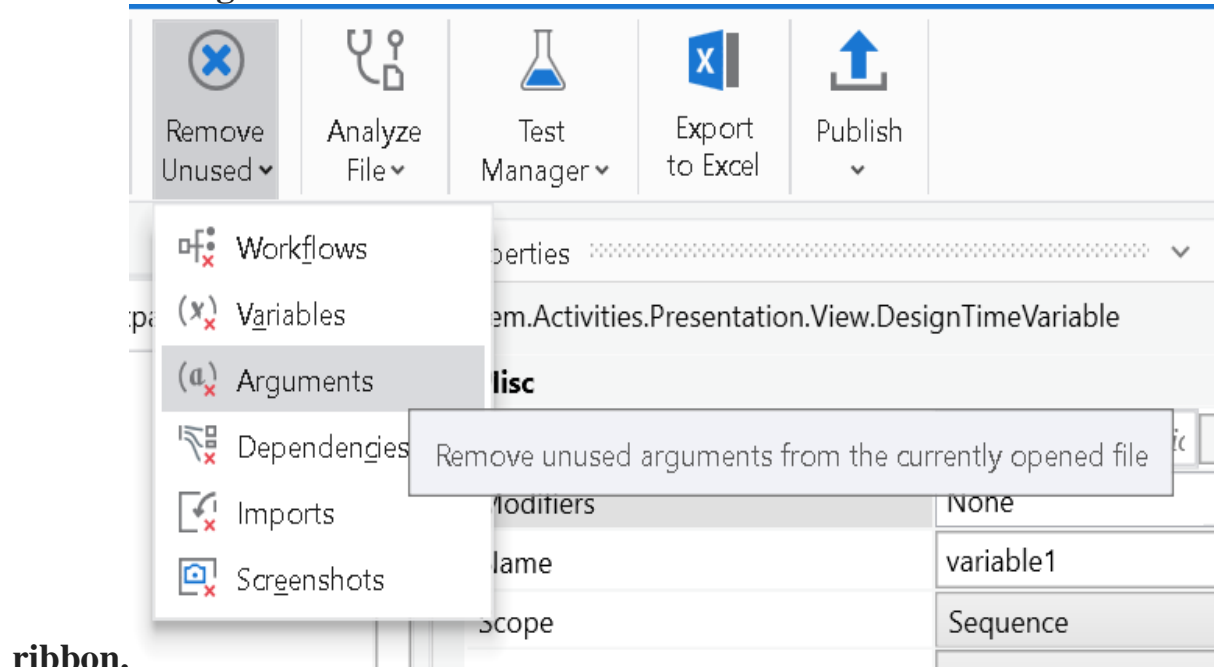 Remove
Unused
Analyze
File
Test
Manager
Export
to Excel
Publish
Workflows
Variables
Arguments
Dependencies
Imports
Screenshots
Remove unused arguments from the currently opened file
perties
em.Activities.Presentation.View.DesignTimeVariable
Misc
Modifiers
None
Name
variable1
Scope
Sequence
ribbon.